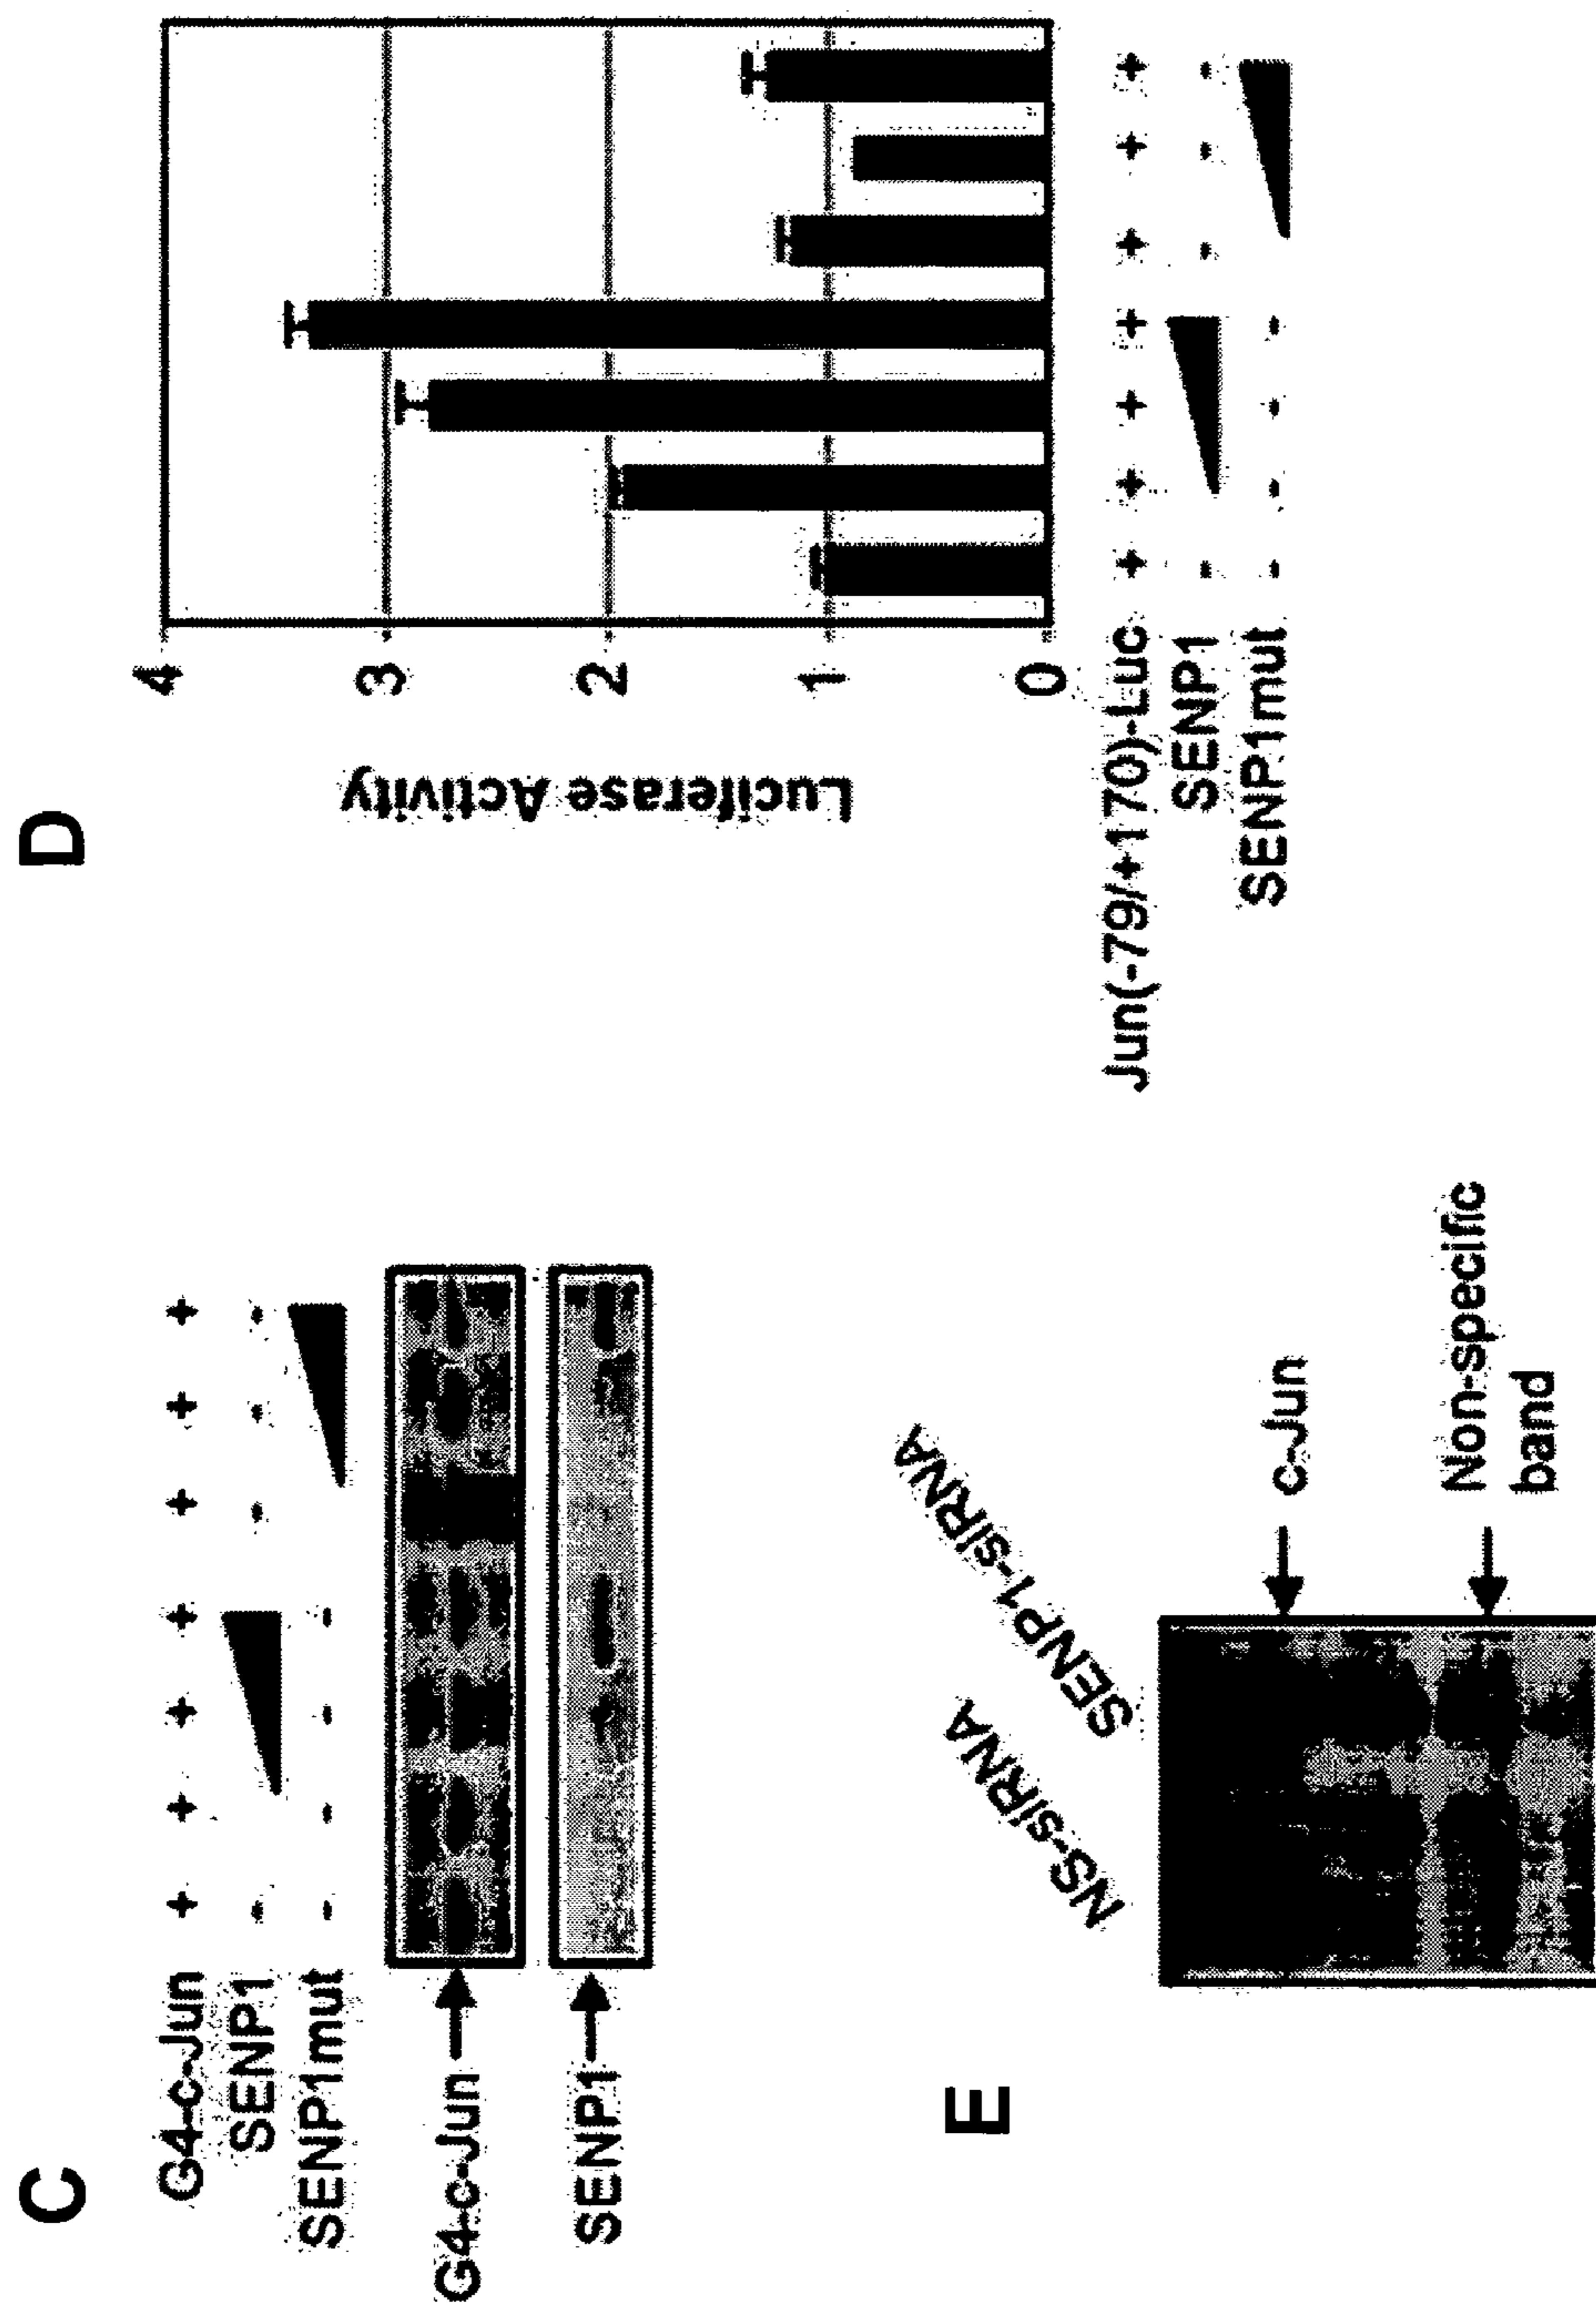 C
G4-c-Jun + + + + + + +
SENP1 - - - -
SENP1mut - - - -
G4-c-Jun
SENP1
D
Luciferase Activity
4
3
2
1
0
Jun(-79/+170)-Luc + + + + + + +
SENP1 - - - -
SENP1mut - - - -
E
NS-siRNA
SENP1-siRNA
c-Jun
Non-specific
band